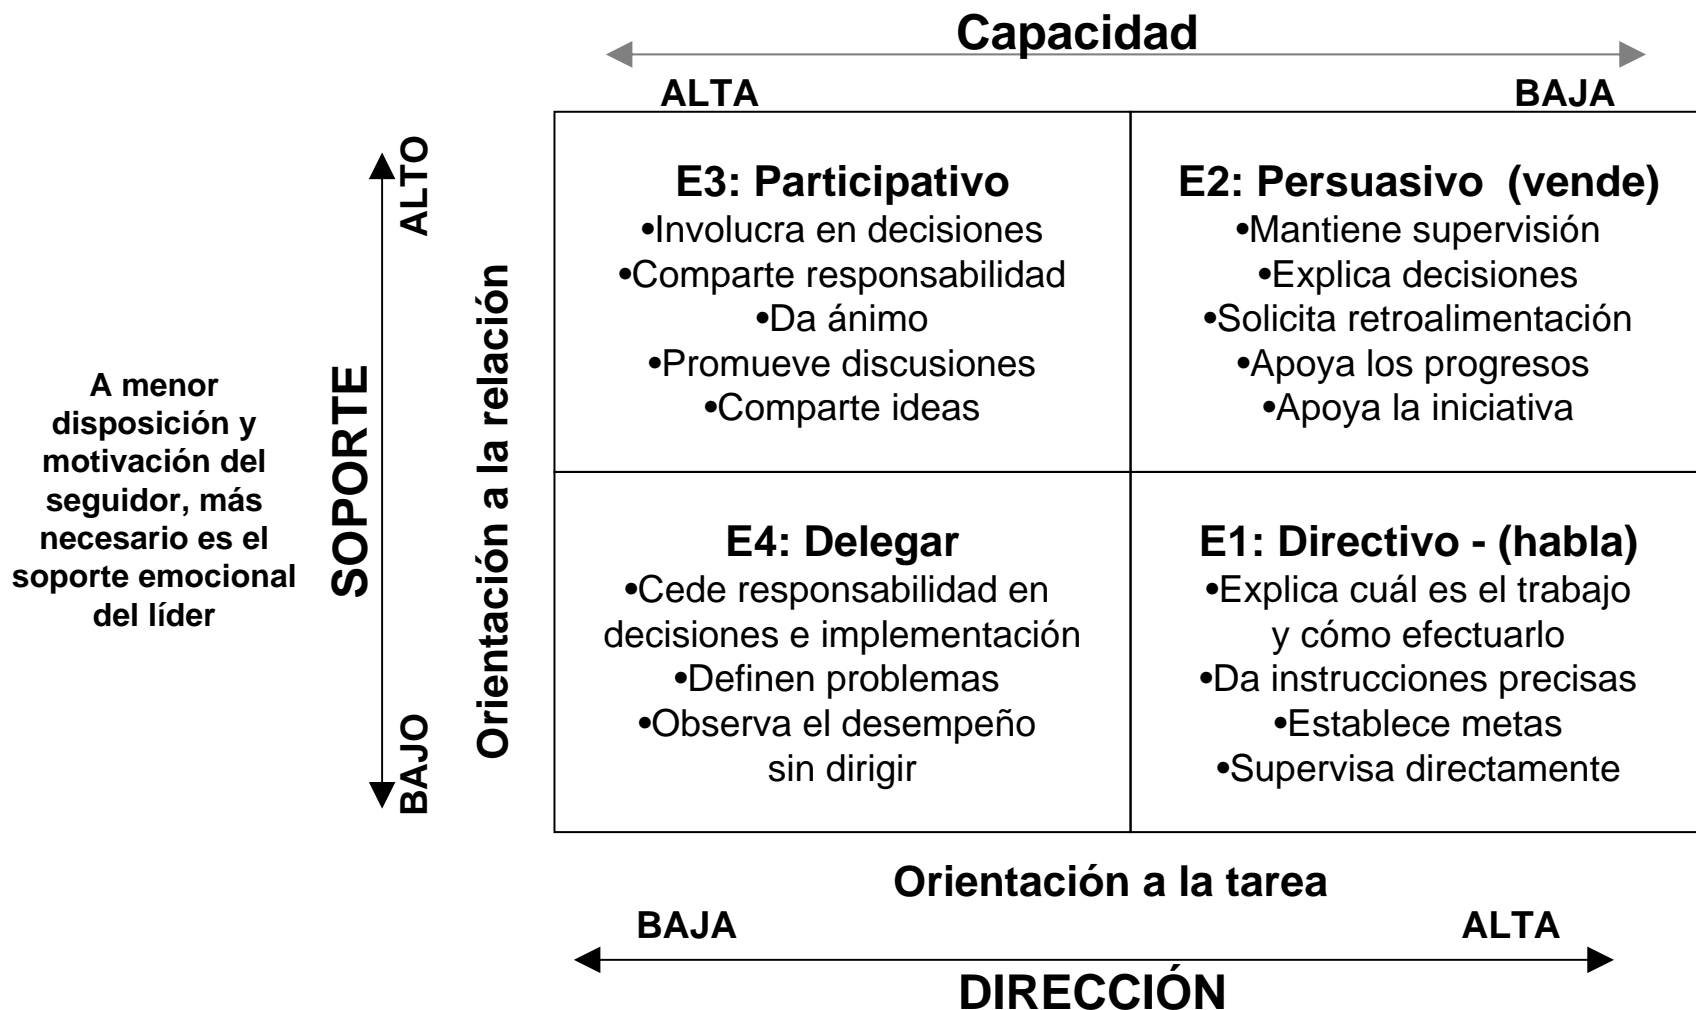 Capacidad
ALTA
BAJA
E3: Participativo
•Involucra en decisiones
•Comparte responsabilidad
•Da ánimo
•Promueve discusiones
•Comparte ideas
E2: Persuasivo  (vende)
•Mantiene supervisión
•Explica decisiones
•Solicita retroalimentación
•Apoya los progresos
•Apoya la iniciativa
ALTO
Orientación a la relación
SOPORTE
BAJO
A menor
disposición y
motivación del
seguidor, más
necesario es el
soporte emocional
del líder
E4: Delegar
•Cede responsabilidad en
decisiones e implementación
•Definen problemas
•Observa el desempeño
sin dirigir
E1: Directivo - (habla)
•Explica cuál es el trabajo
y cómo efectuarlo
•Da instrucciones precisas
•Establece metas
•Supervisa directamente
Orientación a la tarea
BAJA
ALTA
DIRECCIÓN